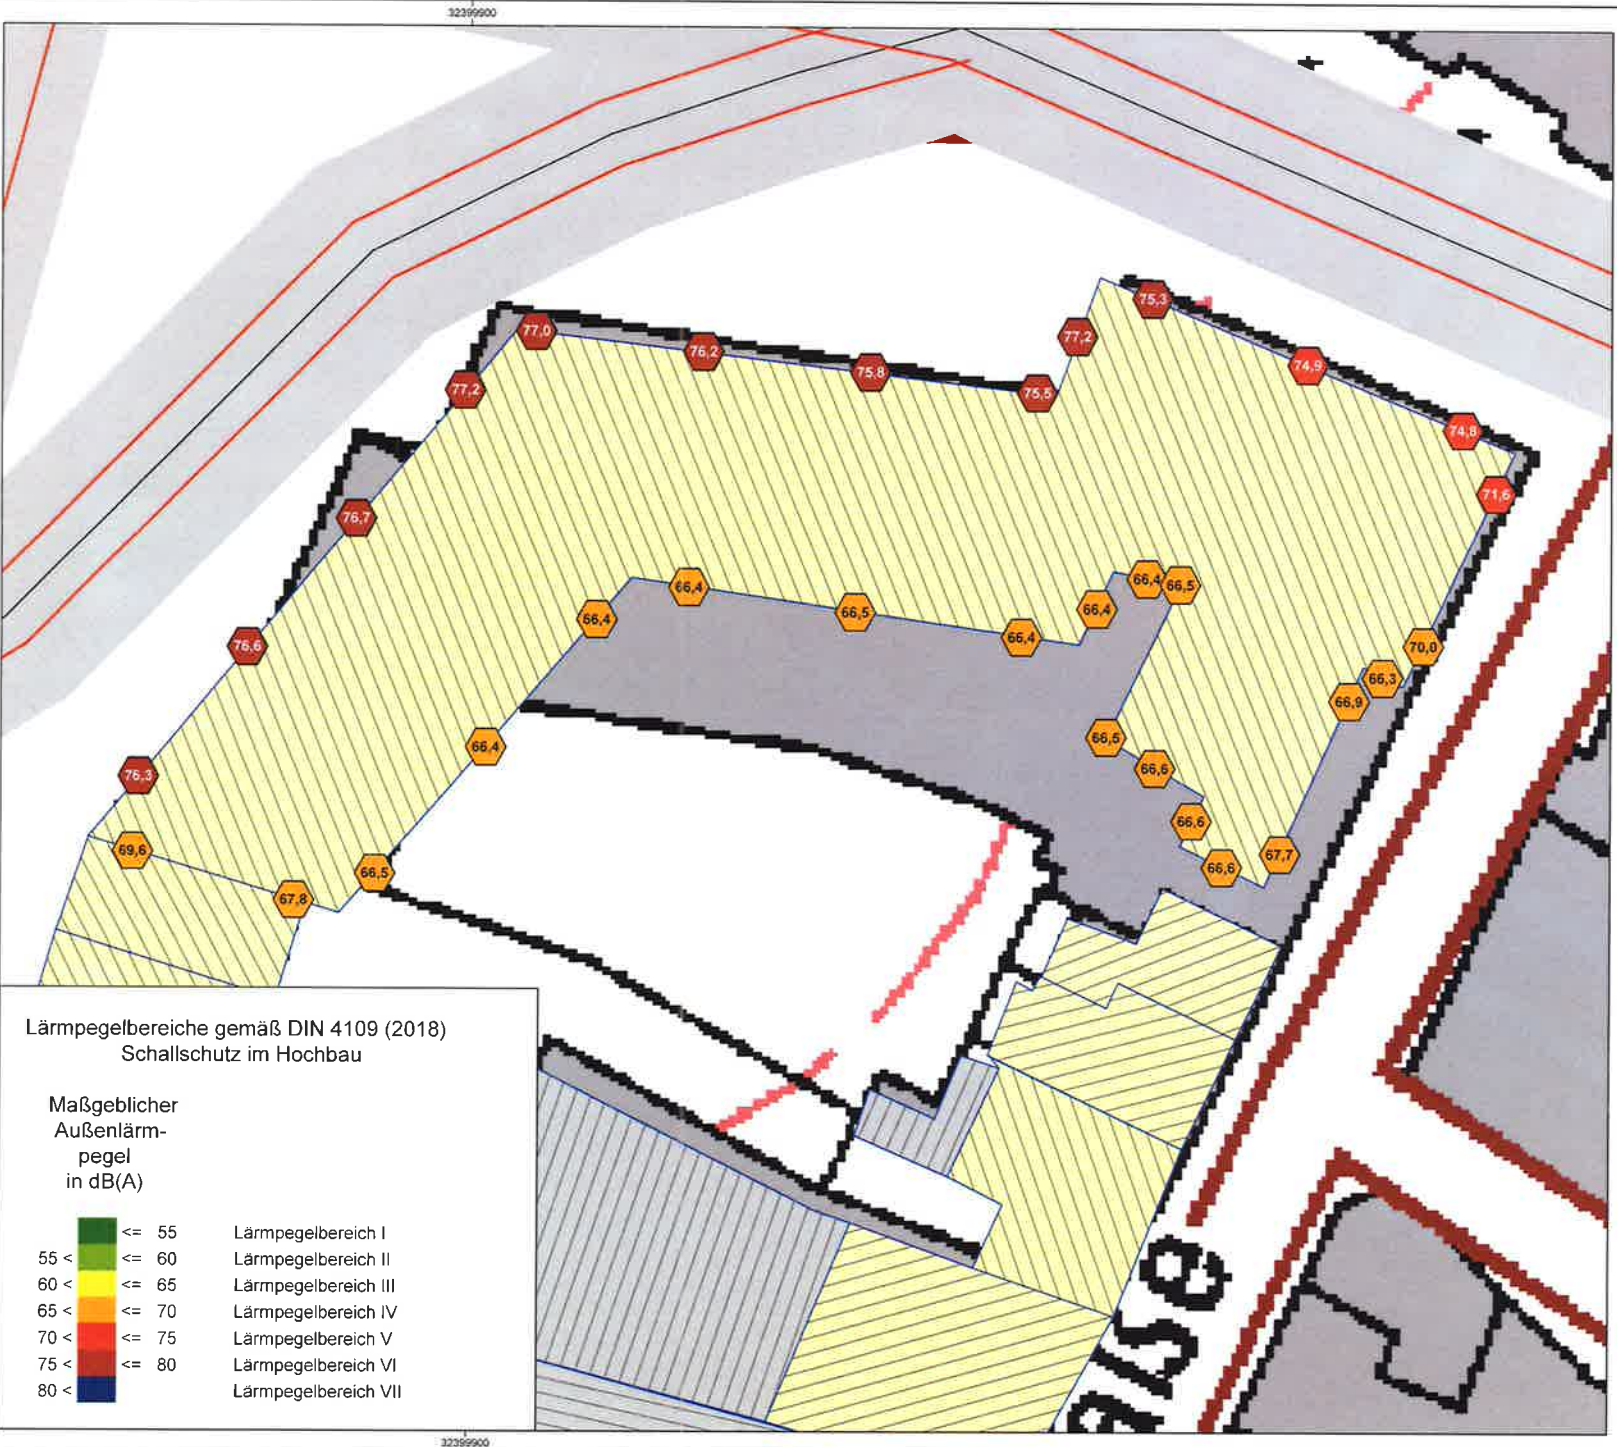 32399900
75,3
77,0
77,2
76,2
74,9
75,8
77,2
75,5
74,8
71,6
76,7
66,4
66,4
66,5
66,4
66,5
66,4
66,4
76,6
66,4
70,0
66,3
66,9
66,5
66,4
66,6
76,3
66,6
69,6
67,7
66,6
66,5
67,8
Lärmpegelbereiche gemäß DIN 4109 (2018)
Schallschutz im Hochbau
Maßgeblicher
Außenlärm-
pegel
in dB(A)
<= 55 Lärmpegelbereich I
55 < <= 60 Lärmpegelbereich II
60 < <= 65 Lärmpegelbereich III
65 < <= 70 Lärmpegelbereich IV
70 < <= 75 Lärmpegelbereich V
75 < <= 80 Lärmpegelbereich VI
80 < Lärmpegelbereich VII
32399900